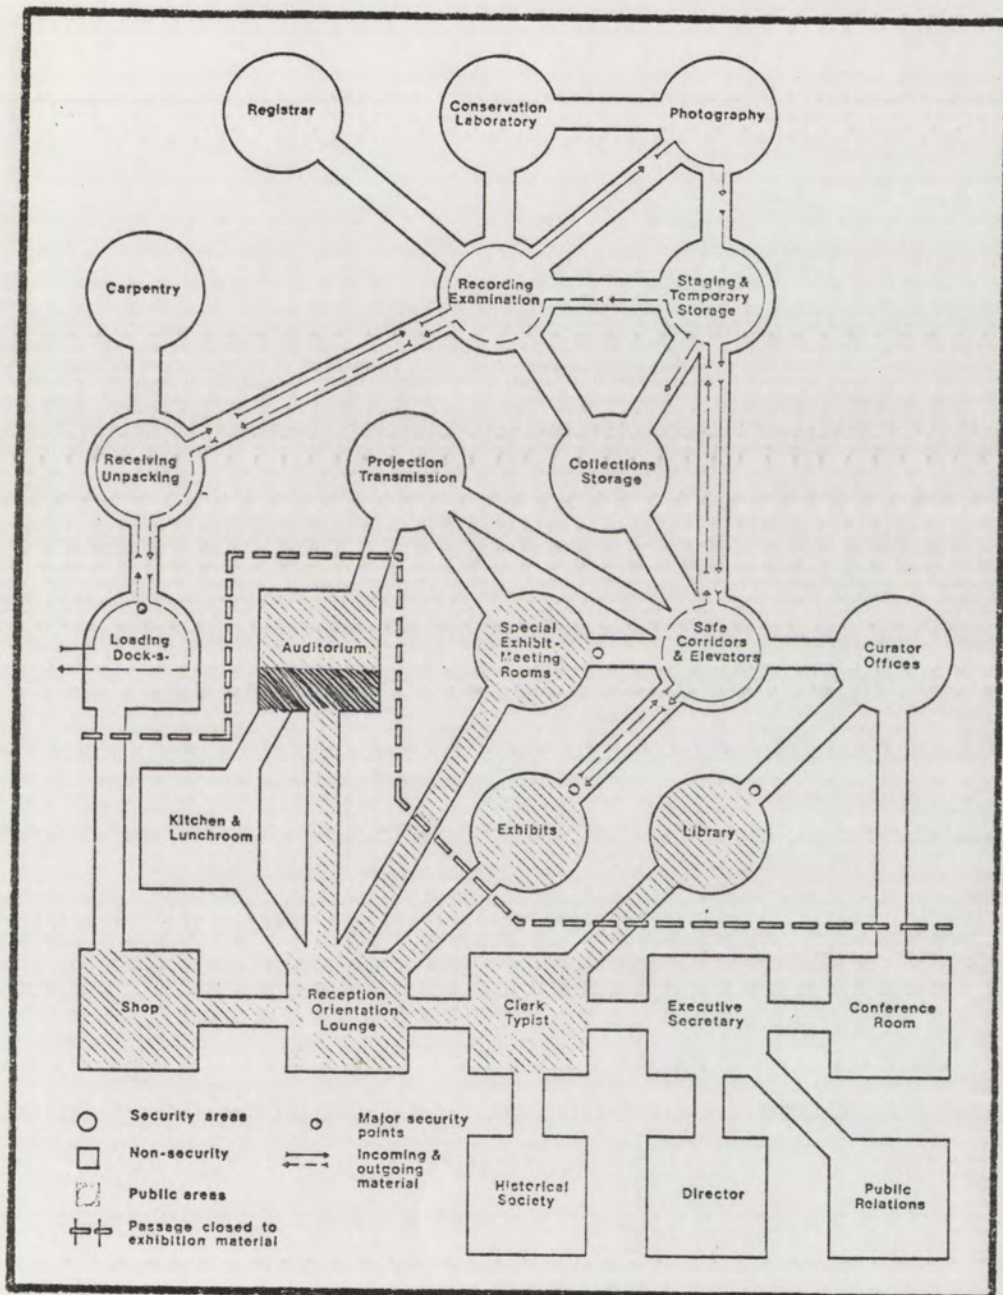 Registrar
Conservation
Laboratory
Photography
Carpentry
Recording
Examination
Staging &
Temporary
Storage
Receiving
Unpacking
Projection
Transmission
Collections
Storage
Loading
Dock-s-
Auditorium
Special
Exhibit-
Meeting
Rooms
Safe
Corridors
& Elevators
Curator
Offices
Kitchen &
Lunchroom
Exhibits
Library
Shop
Reception
Orientation
Lounge
Clerk
Typist
Executive
Secretary
Conference
Room
Security areas
Non-security
Public areas
Passage closed to
exhibition material
Major security
points
Incoming &
outgoing
material
Historical
Society
Director
Public
Relations